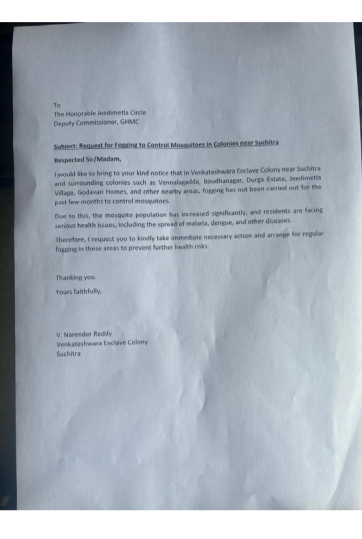 To
The Honorable Jeedimetla Circle
Deputy Commissioner, GHMC
Subject: Request for Fogging to Control Mosquitoes in Colonies near Suchitra
Respected Sir/Madam,
I would like to bring to your kind notice that in Venkateshwara Enclave Colony near Suchitra
and surrounding colonies such as Vennalagadda, Boudhanagar, Durga Estate, Jeedimetla
Village, Godavari Homes, and other nearby areas, fogging has not been carried out for the
past few months to control mosquitoes.
Due to this, the mosquito population has increased significantly, and residents are facing
serious health issues, including the spread of malaria, dengue, and other diseases.
Therefore, I request you to kindly take immediate necessary action and arrange for regular
fogging in these areas to prevent further health risks.
Thanking you.
Yours faithfully,
V. Narender Reddy
Venkateshwara Enclave Colony
Suchitra